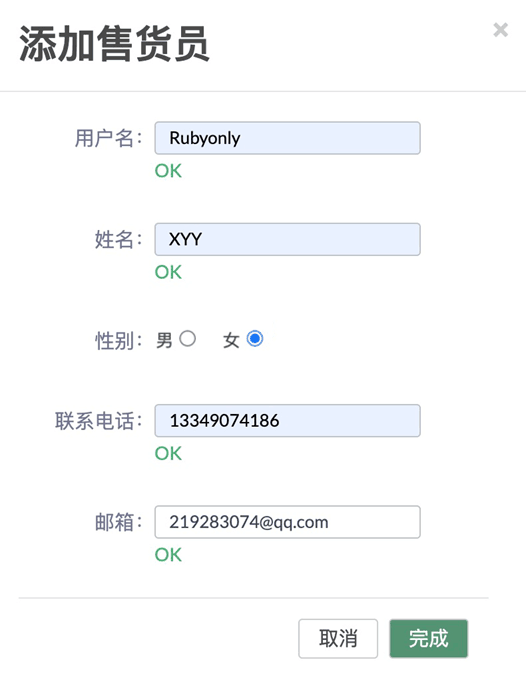 添加售货员 ×
用户名: Rubyonly
OK
姓名: XYY
OK
性别: 男 女
联系电话: 13349074186
OK
邮箱: 219283074@qq.com
OK
取消 完成